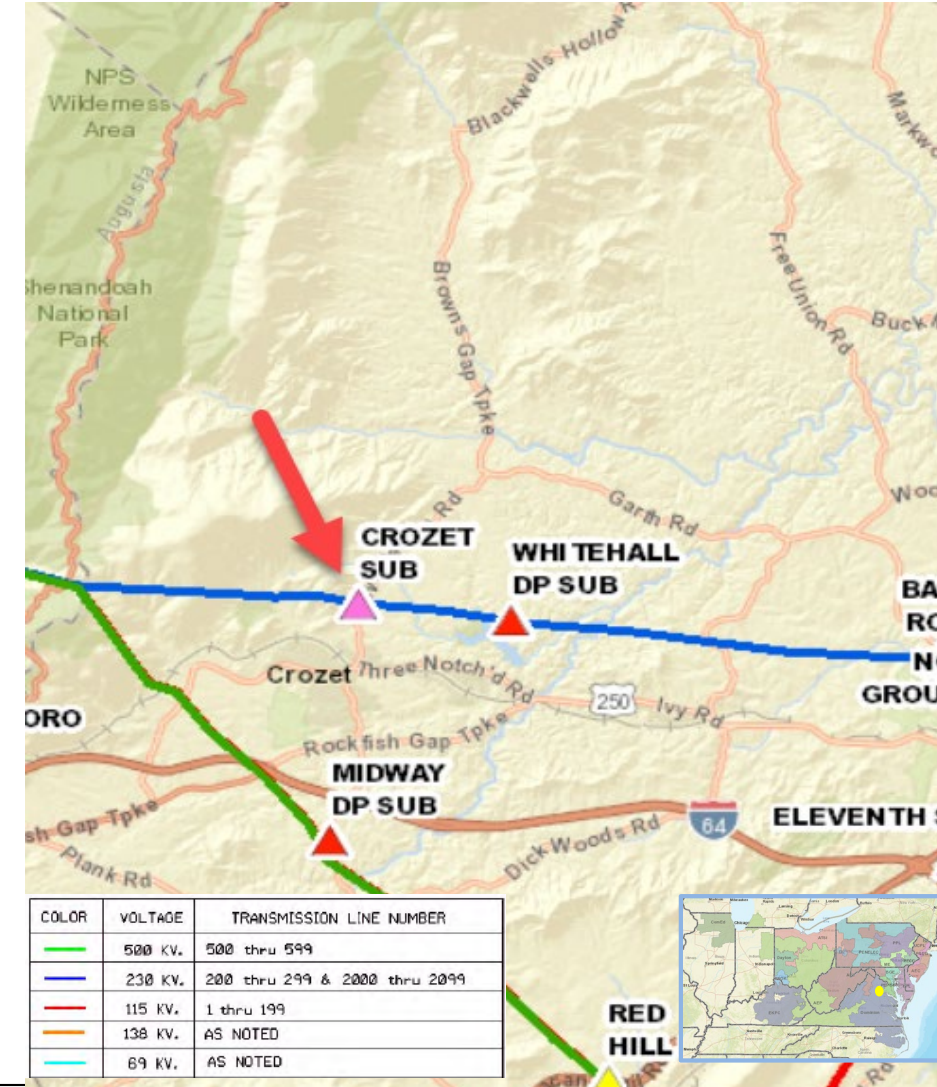 NPS
Wilderness
Area
Augusta
Shenandoah
National
Park
Blackwells Hollow
Browns Gap Tpke
Free Union Rd
Buck
Garth Rd
Rd
CROZET
SUB
WHITEHALL
DP SUB
BA
RO
NO
GROU
Crozet
Three Notch'd Rd
250
Ivy Rd
ORO
Rockfish Gap Tpke
MIDWAY
DP SUB
64
ELEVENTH S
sh Gap Tpke
Plank Rd
Dick Woods Rd
COLOR VOLTAGE TRANSMISSION LINE NUMBER
500 KV. 500 thru 599
230 KV. 200 thru 299 & 2000 thru 2099
115 KV. 1 thru 199
138 KV. AS NOTED
69 KV. AS NOTED
RED
HILL
Rd